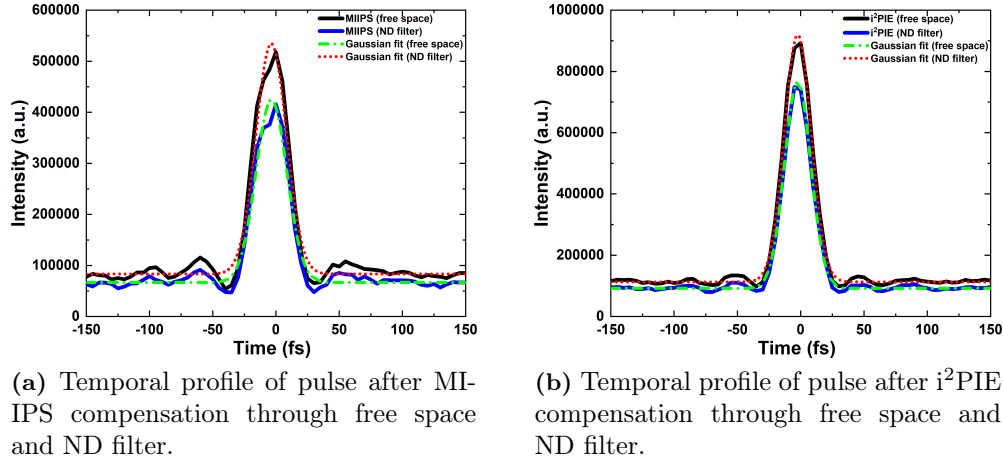 MIIPS (free space)
MIIPS (ND filter)
Gaussian fit (free space)
Gaussian fit (ND filter)
600000
500000
400000
300000
200000
100000
0
Intensity (a.u.)
-150 -100 -50 0 50 100 150
Time (fs)
(a) Temporal profile of pulse after MI-
IPS compensation through free space
and ND filter.
i²PIE (free space)
i²PIE (ND filter)
Gaussian fit (free space)
Gaussian fit (ND filter)
1000000
800000
600000
400000
200000
0
Intensity (a.u.)
-150 -100 -50 0 50 100 150
Time (fs)
(b) Temporal profile of pulse after i²PIE
compensation through free space and
ND filter.